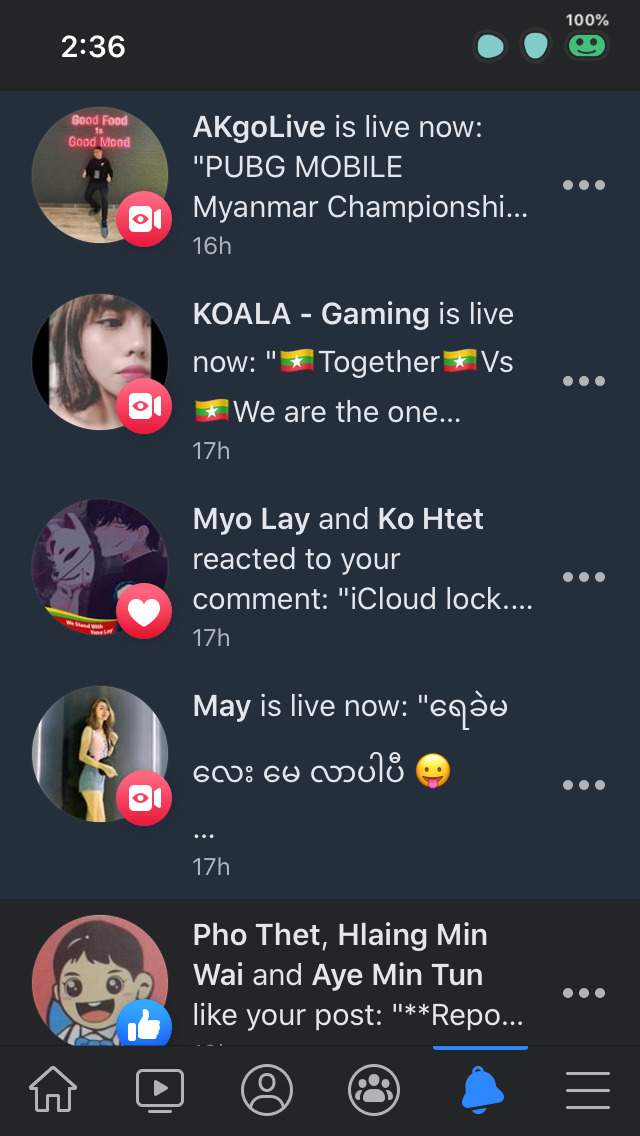 100%
2:36
Good Food
is
Good Mood
AKgoLive is live now:
"PUBG MOBILE
Myanmar Championshi...
16h
KOALA - Gaming is live
now: "🇲🇲Together🇲🇲Vs
🇲🇲We are the one...
17h
Myo Lay and Ko Htet
reacted to your
comment: "iCloud lock....
We Stand With
17h
May is live now: "ရေခဲမ
လေး မေ လာပါပီ 😛
...
17h
Pho Thet, Hlaing Min
Wai and Aye Min Tun
like your post: "**Repo...